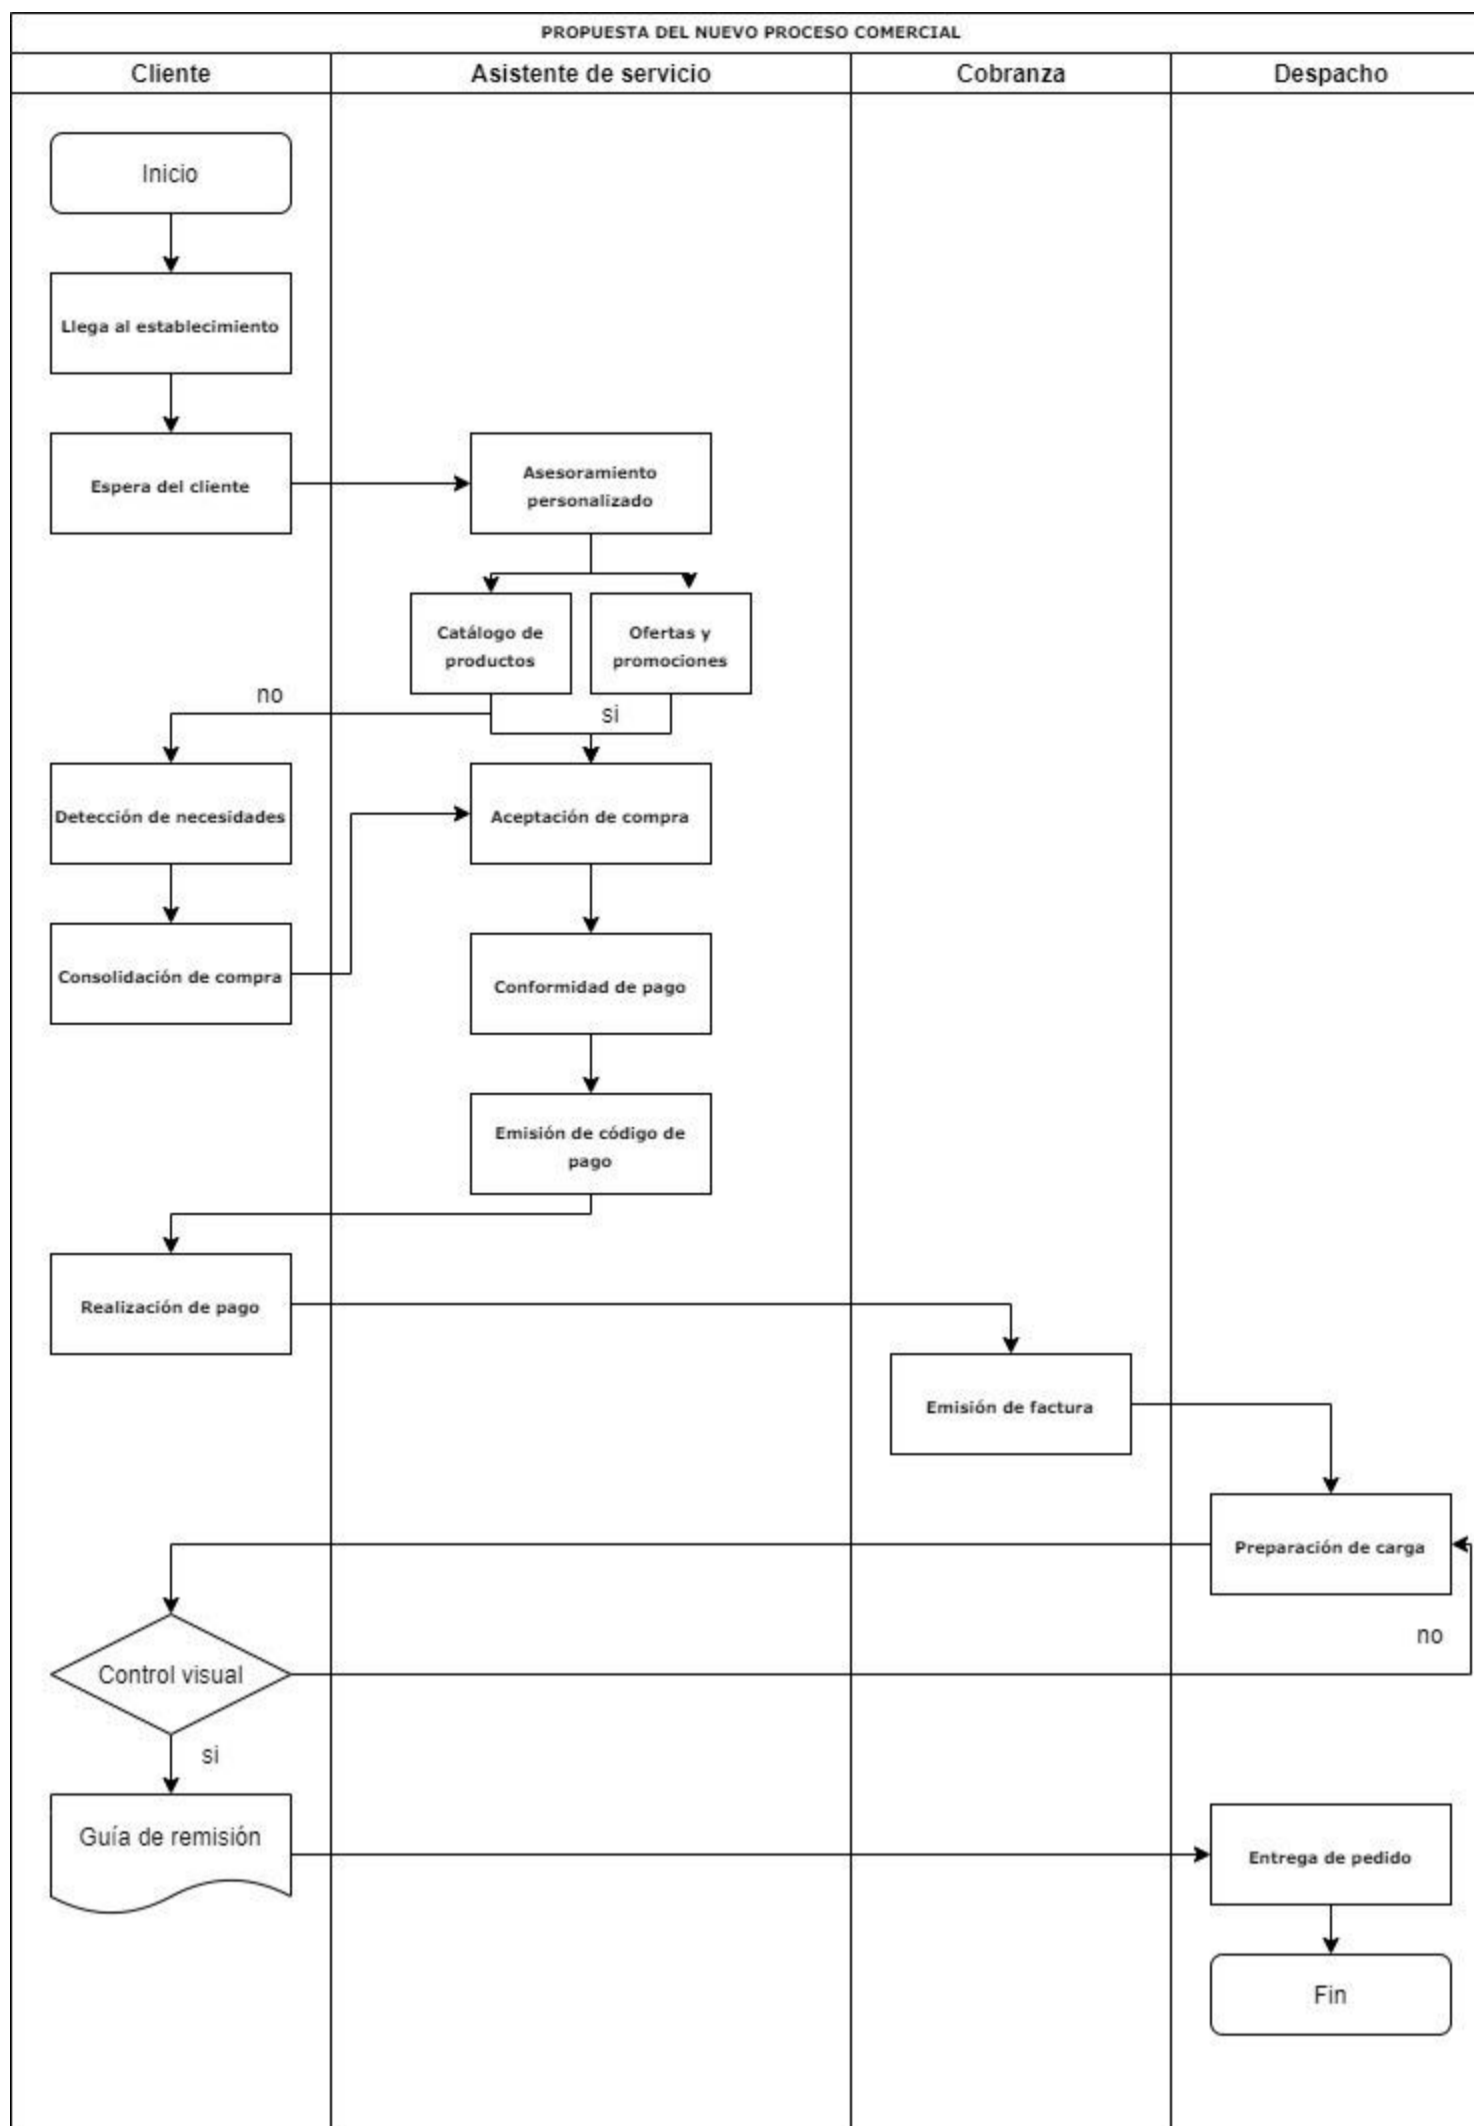 PROPUESTA DEL NUEVO PROCESO COMERCIAL
Cliente
Asistente de servicio
Cobranza
Despacho
Inicio
Llega al establecimiento
Espera del cliente
Asesoramiento
personalizado
Catálogo de
productos
Ofertas y
promociones
no
si
Detección de necesidades
Aceptación de compra
Consolidación de compra
Conformidad de pago
Emisión de código de
pago
Realización de pago
Emisión de factura
Preparación de carga
no
Control visual
si
Guía de remisión
Entrega de pedido
Fin